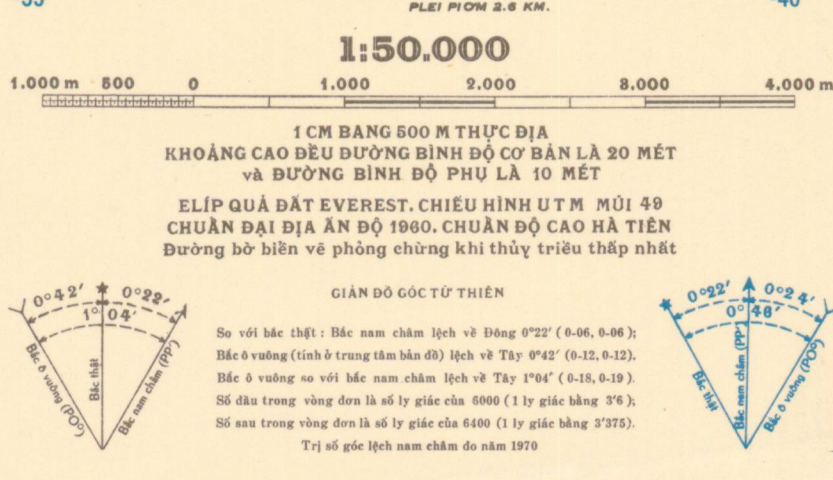 PLEI PIƠM 2.6 KM.
1:50.000
1.000 m 500 0 1.000 2.000 3.000 4.000 m
1 CM BANG 500 M THỰC ĐỊA
KHOẢNG CAO ĐỀU ĐƯỜNG BÌNH ĐỘ CƠ BẢN LÀ 20 MÉT
và ĐƯỜNG BÌNH ĐỘ PHỤ LÀ 10 MÉT
ELÍP QUẢ ĐẤT EVEREST. CHIẾU HÌNH UTM MÚI 49
CHUẨN ĐẠI ĐỊA ẤN ĐỘ 1960. CHUẨN ĐỘ CAO HÀ TIÊN
Đường bờ biển vẽ phỏng chừng khi thủy triều thấp nhất
GIẢN ĐỒ GÓC TỪ THIÊN
0°42' 0°22'
1° 04'
Bắc ô vuông (PO°)
Bắc thật
Bắc nam châm (PP')
So với bắc thật : Bắc nam châm lệch về Đông 0°22' (0-06, 0-06);
Bắc ô vuông (tính ở trung tâm bản đồ) lệch về Tây 0°42' (0-12, 0-12).
Bắc ô vuông so với bắc nam châm lệch về Tây 1°04' (0-18, 0-19).
Số đầu trong vòng đơn là số ly giác của 6000 (1 ly giác bằng 3'6);
Số sau trong vòng đơn là số ly giác của 6400 (1 ly giác bằng 3'375).
Trị số góc lệch nam châm đo năm 1970
0°22' 0°24'
0° 46'
Bắc thật
Bắc nam châm (PP')
Bắc ô vuông (PO°)